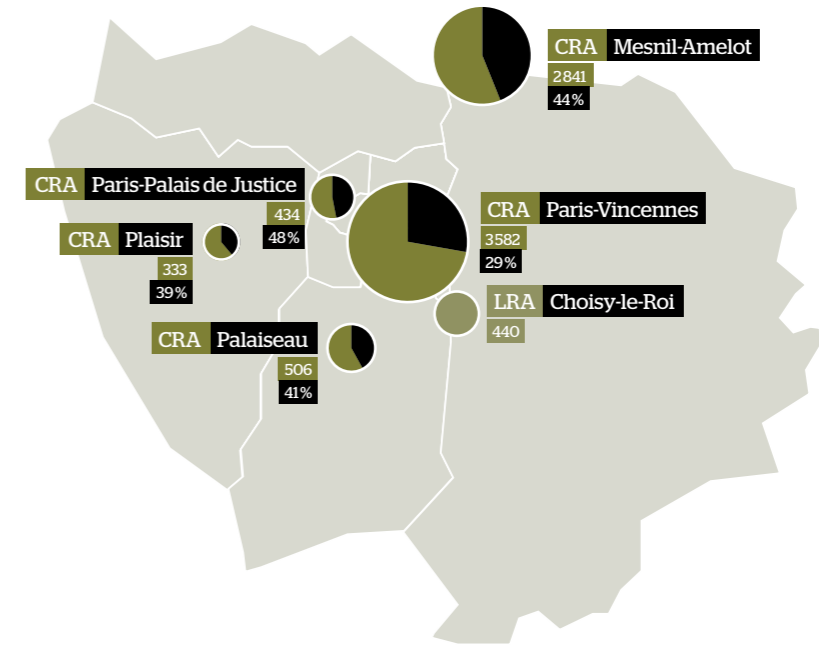 CRA Mesnil-Amelot
2841
44%
CRA Paris-Palais de Justice
434
48%
CRA Plaisir
333
39%
CRA Paris-Vincennes
3582
29%
LRA Choisy-le-Roi
440
CRA Palaiseau
506
41%